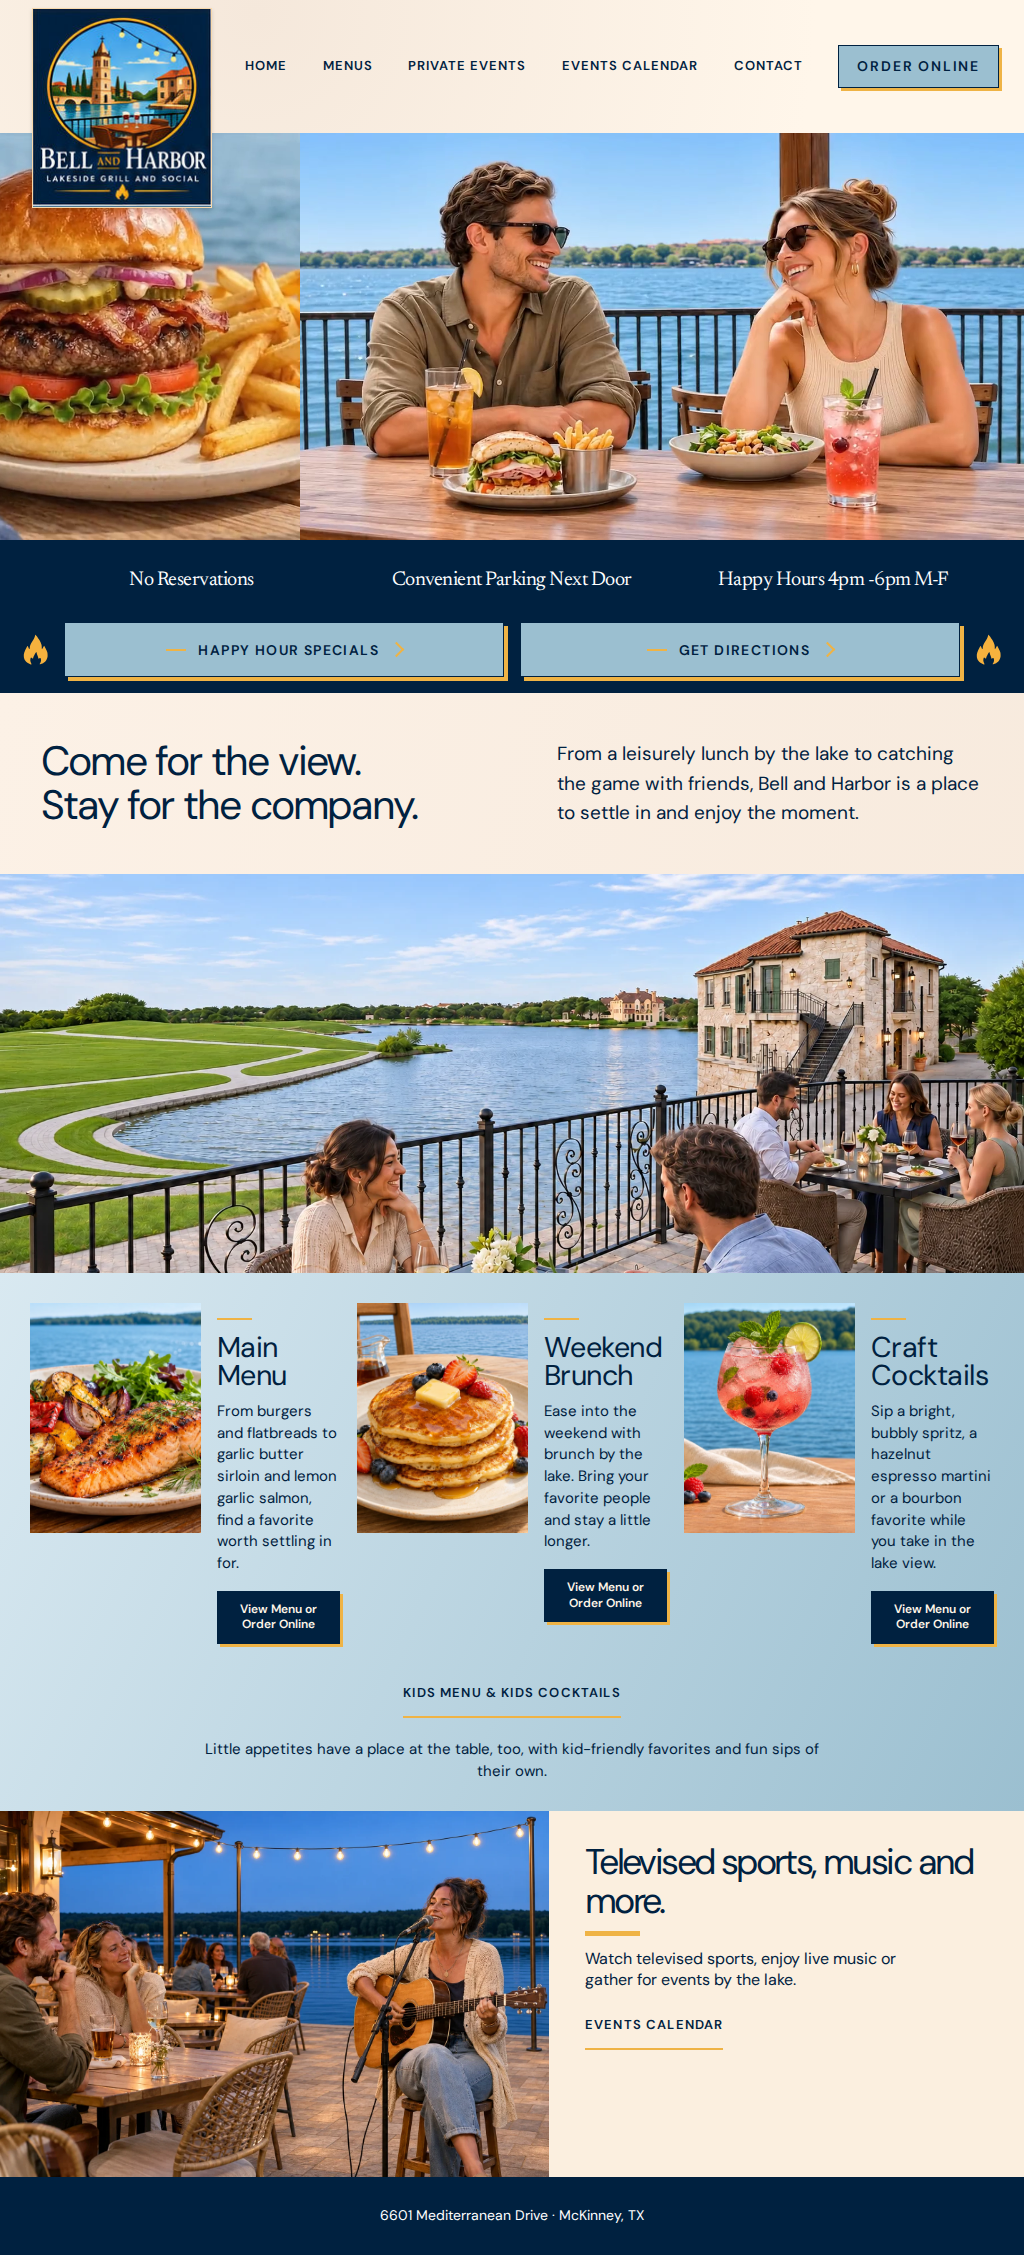 BELL AND HARBOR
LAKESIDE GRILL AND SOCIAL
HOME
MENUS
PRIVATE EVENTS
EVENTS CALENDAR
CONTACT
ORDER ONLINE
No Reservations
Convenient Parking Next Door
Happy Hours 4pm -6pm M-F
HAPPY HOUR SPECIALS
GET DIRECTIONS
Come for the view.
Stay for the company.
From a leisurely lunch by the lake to catching
the game with friends, Bell and Harbor is a place
to settle in and enjoy the moment.
Main
Menu
From burgers
and flatbreads to
garlic butter
sirloin and lemon
garlic salmon,
find a favorite
worth settling in
for.
View Menu or
Order Online
Weekend
Brunch
Ease into the
weekend with
brunch by the
lake. Bring your
favorite people
and stay a little
longer.
View Menu or
Order Online
Craft
Cocktails
Sip a bright,
bubbly spritz, a
hazelnut
espresso martini
or a bourbon
favorite while
you take in the
lake view.
View Menu or
Order Online
KIDS MENU & KIDS COCKTAILS
Little appetites have a place at the table, too, with kid-friendly favorites and fun sips of
their own.
Televised sports, music and
more.
Watch televised sports, enjoy live music or
gather for events by the lake.
EVENTS CALENDAR
6601 Mediterranean Drive · McKinney, TX